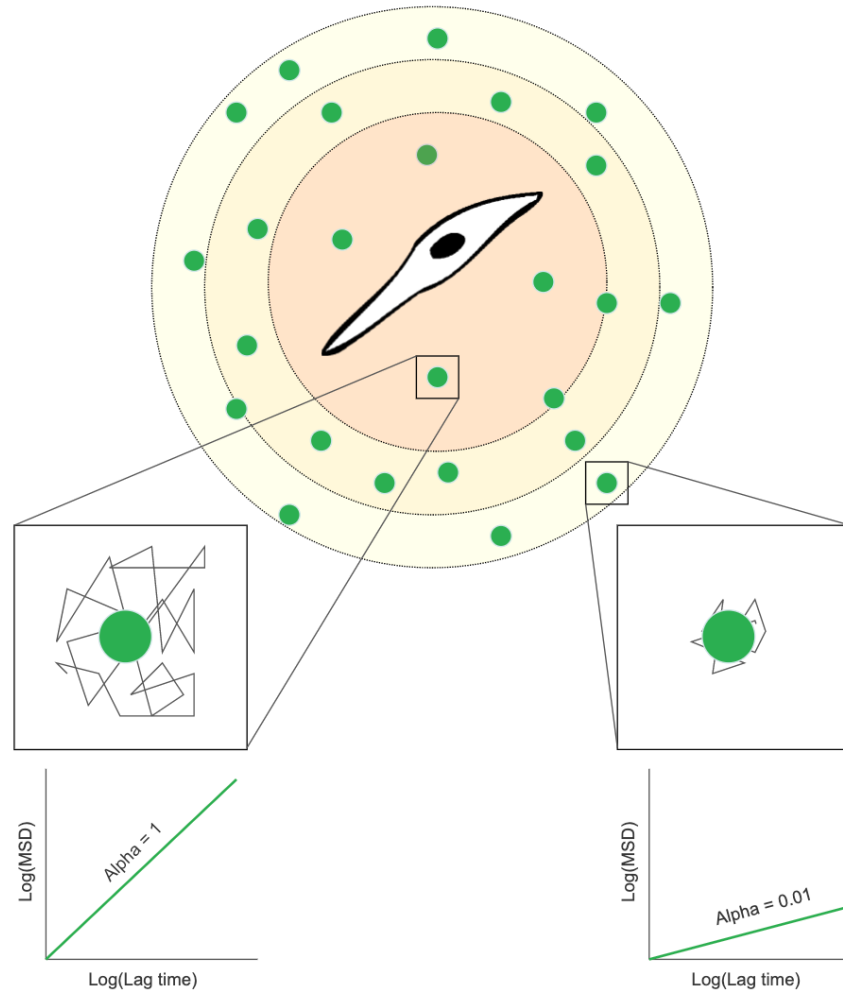 Log(MSD)
Alpha = 1
Log(Lag time)
Log(MSD)
Alpha = 0.01
Log(Lag time)